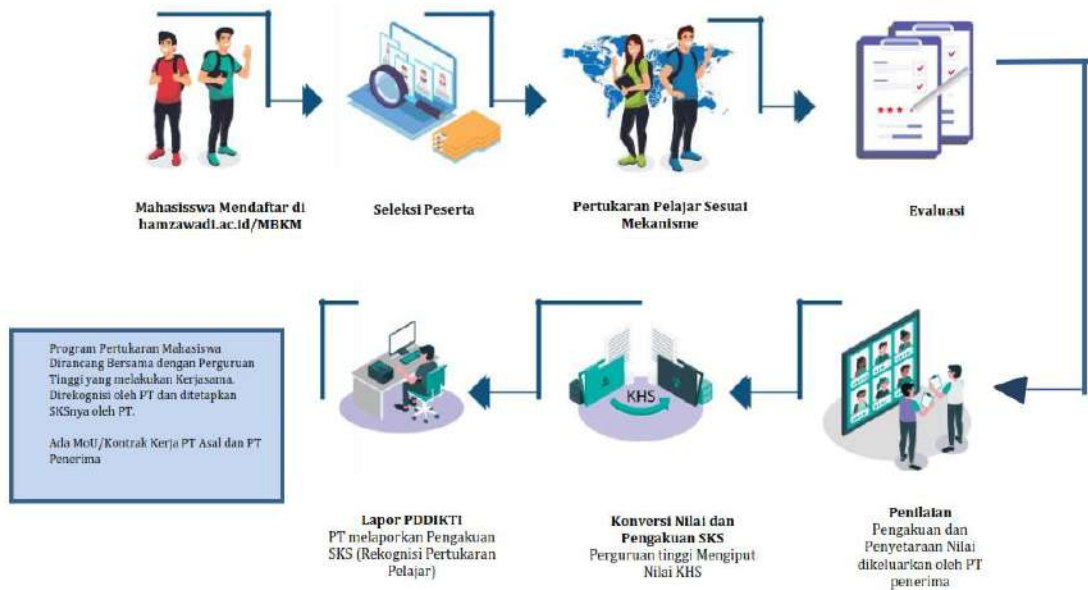 Mahasisswa Mendaftar di
hamzawadi.ac.id/MBKM
Seleksi Peserta
Pertukaran Pelajar Sesuai
Mekanisme
Evaluasi
Program Pertukaran Mahasiswa
Dirancang Bersama dengan Perguruan
Tinggi yang melakukan Kerjasama.
Direkognisi oleh PT dan ditetapkan
SKSnya oleh PT.
Ada MoU/Kontrak Kerja PT Asal dan PT
Penerima
Lapor PDDIKTI
PT melaporkan Pengakuan
SKS (Rekognisi Pertukaran
Pelajar)
KHS
Konversi Nilai dan
Pengakuan SKS
Perguruan tinggi Mengiput
Nilai KHS
Penilaian
Pengakuan dan
Penyetaraan Nilai
dikeluarkan oleh PT
penerima